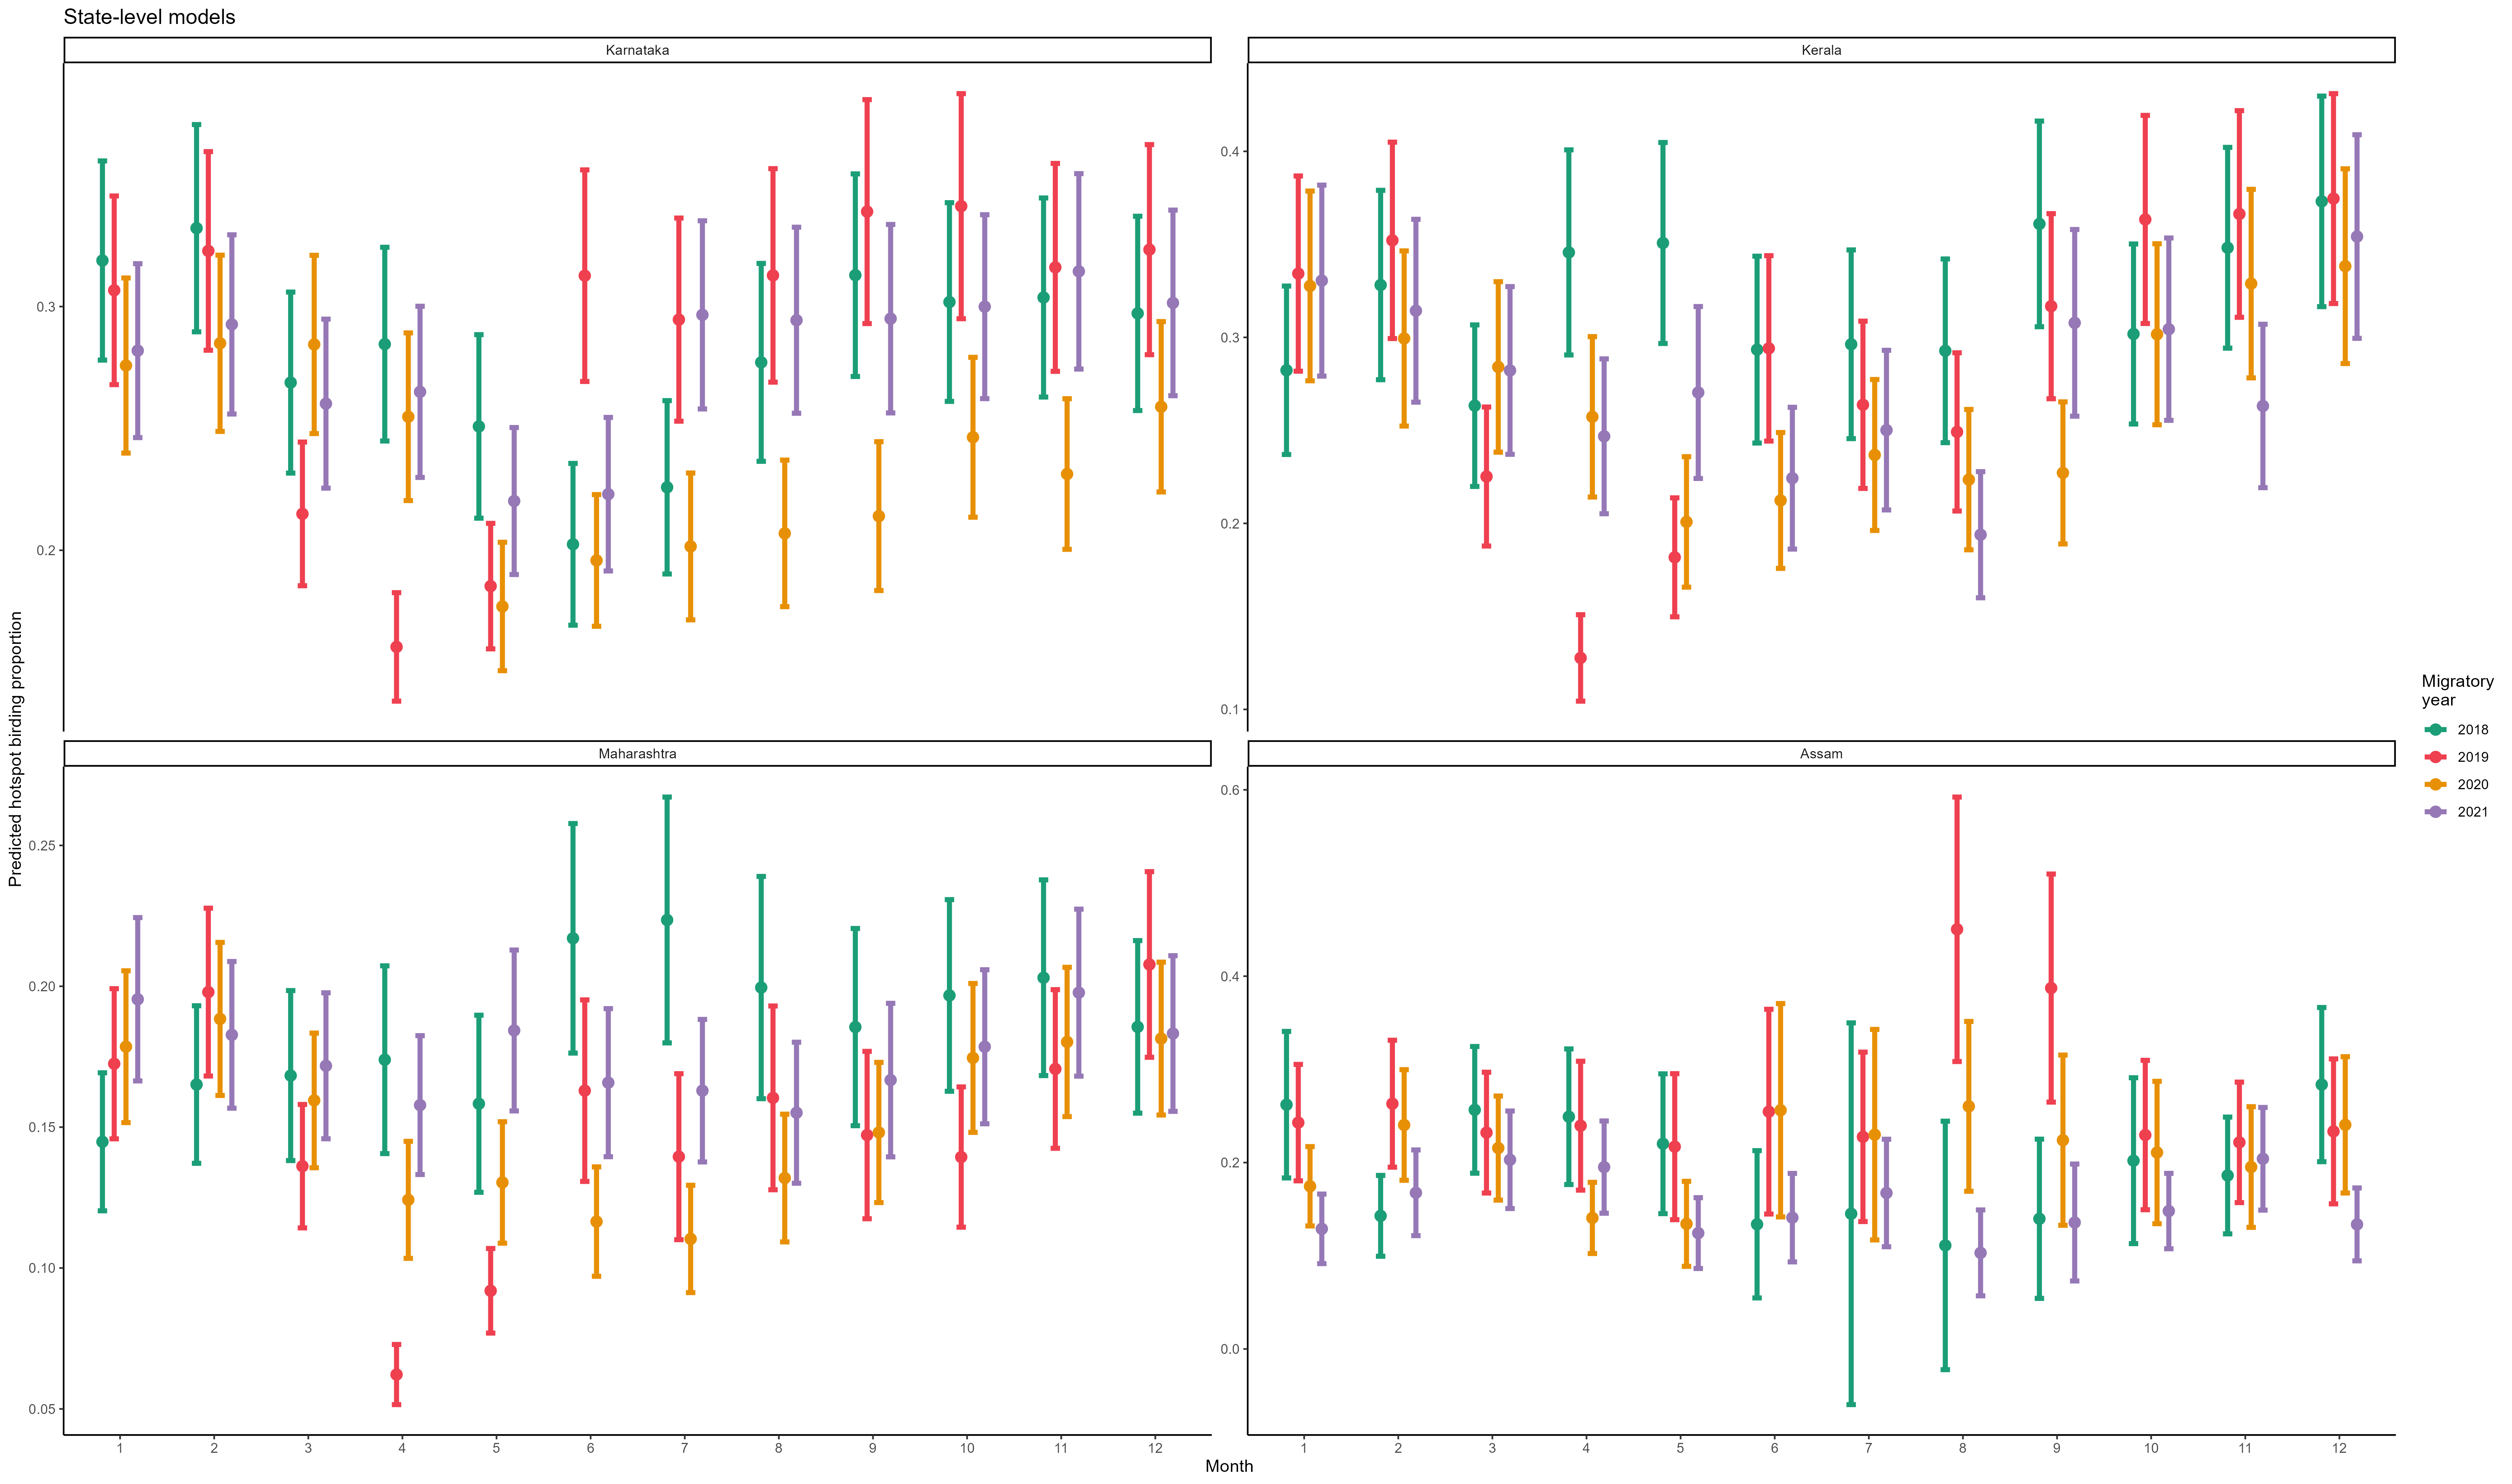 State-level models
Karnataka
Kerala
0.3
0.2
0.4
0.3
0.2
0.1
Predicted hotspot birding proportion
Maharashtra
Assam
0.25
0.20
0.15
0.10
0.05
0.6
0.4
0.2
0.0
1 2 3 4 5 6 7 8 9 10 11 12
1 2 3 4 5 6 7 8 9 10 11 12
Month
Migratory
year
2018
2019
2020
2021